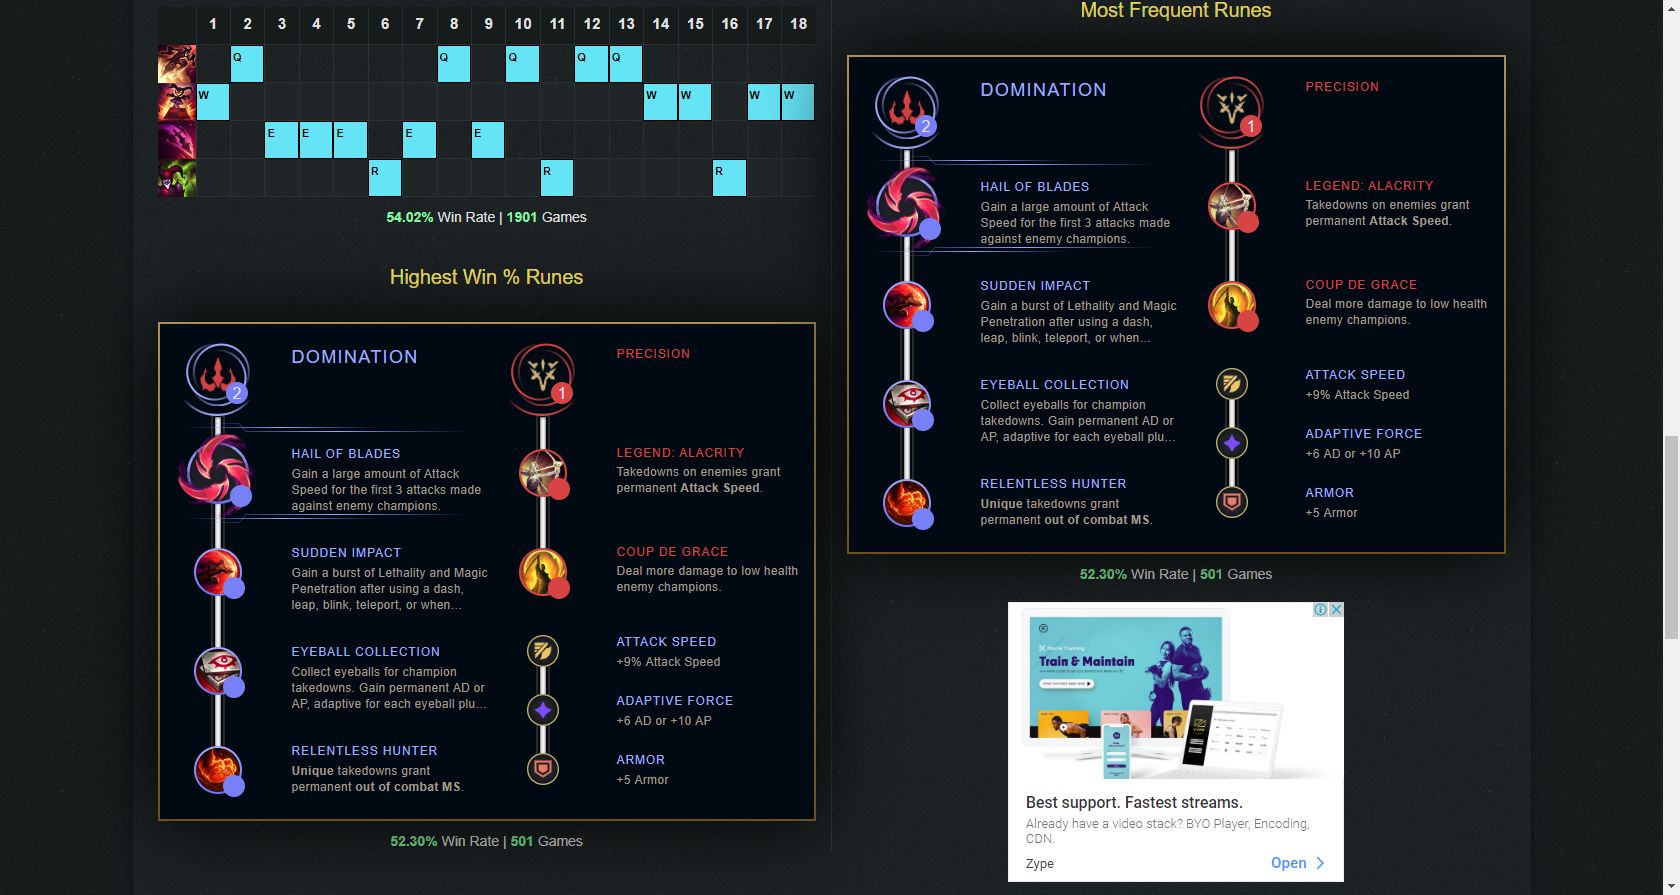 1 2 3 4 5 6 7 8 9 10 11 12 13 14 15 16 17 18
Q Q Q Q Q
W W W W W
E E E E E
R R R
54.02% Win Rate | 1901 Games
Highest Win % Runes
DOMINATION
2
HAIL OF BLADES
Gain a large amount of Attack
Speed for the first 3 attacks made
against enemy champions.
SUDDEN IMPACT
Gain a burst of Lethality and Magic
Penetration after using a dash,
leap, blink, teleport, or when...
EYEBALL COLLECTION
Collect eyeballs for champion
takedowns. Gain permanent AD or
AP, adaptive for each eyeball plu...
RELENTLESS HUNTER
Unique takedowns grant
permanent out of combat MS.
PRECISION
1
LEGEND: ALACRITY
Takedowns on enemies grant
permanent Attack Speed.
COUP DE GRACE
Deal more damage to low health
enemy champions.
ATTACK SPEED
+9% Attack Speed
ADAPTIVE FORCE
+6 AD or +10 AP
ARMOR
+5 Armor
52.30% Win Rate | 501 Games
Most Frequent Runes
DOMINATION
2
HAIL OF BLADES
Gain a large amount of Attack
Speed for the first 3 attacks made
against enemy champions.
SUDDEN IMPACT
Gain a burst of Lethality and Magic
Penetration after using a dash,
leap, blink, teleport, or when...
EYEBALL COLLECTION
Collect eyeballs for champion
takedowns. Gain permanent AD or
AP, adaptive for each eyeball plu...
RELENTLESS HUNTER
Unique takedowns grant
permanent out of combat MS.
PRECISION
1
LEGEND: ALACRITY
Takedowns on enemies grant
permanent Attack Speed.
COUP DE GRACE
Deal more damage to low health
enemy champions.
ATTACK SPEED
+9% Attack Speed
ADAPTIVE FORCE
+6 AD or +10 AP
ARMOR
+5 Armor
52.30% Win Rate | 501 Games
Home Training
Train & Maintain
Best support. Fastest streams.
Already have a video stack? BYO Player, Encoding,
CDN.
Zype
Open